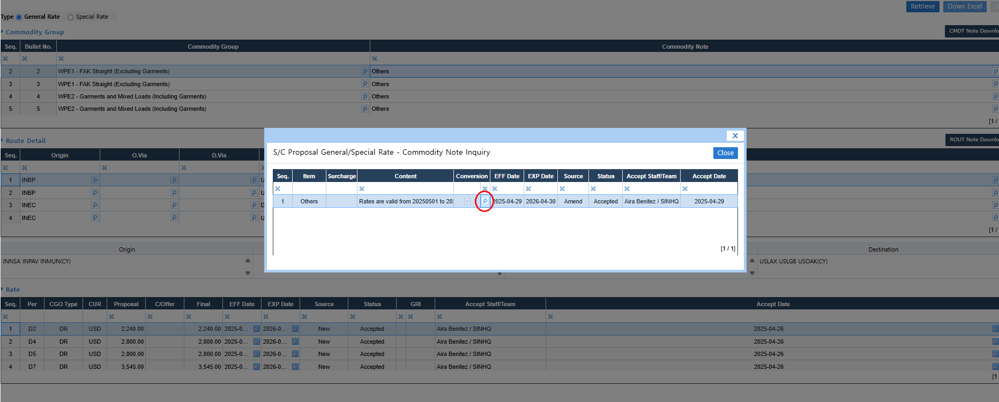 Retrieve Down Excel
Type General Rate Special Rate
Commodity Group
CMDT Note Downlo
Seq. Bullet No. Commodity Group Commodity Note
2 2 WPE1 - FAK Straight (Excluding Garments) Others
3 3 WPE1 - FAK Straight (Excluding Garments) Others
4 4 WPE2 - Garments and Mixed Loads (Including Garments) Others
5 5 WPE2 - Garments and Mixed Loads (Including Garments) Others
[1 /
Route Detail
ROUT Note Downlo
Seq. Origin O.Via D.Via
1 INBP U
2 INBP U
3 INEC D
4 INEC U
[1 /
S/C Proposal General/Special Rate - Commodity Note Inquiry
Close
Seq. Item Surcharge Content Conversion EFF Date EXP Date Source Status Accept Staff/Team Accept Date
1 Others Rates are valid from 20250501 to 202 2025-04-29 2026-04-30 Amend Accepted Aira Benitez / SINHQ 2025-04-29
[1 / 1]
Origin Destination
INNSA INPAV INMUN(CY) USLAX USLGB USOAK(CY)
Rate
Seq. Per CGO Type CUR Proposal C/Offer Final EFF Date EXP Date Source Status GRI Accept Staff/Team Accept Date
1 D2 DR USD 2,240.00 2,240.00 2025-0... 2026-0... New Accepted Aira Benitez / SINHQ 2025-04-26
2 D4 DR USD 2,800.00 2,800.00 2025-0... 2026-0... New Accepted Aira Benitez / SINHQ 2025-04-26
3 D5 DR USD 2,800.00 2,800.00 2025-0... 2026-0... New Accepted Aira Benitez / SINHQ 2025-04-26
4 D7 DR USD 3,545.00 3,545.00 2025-0... 2026-0... New Accepted Aira Benitez / SINHQ 2025-04-26
[1